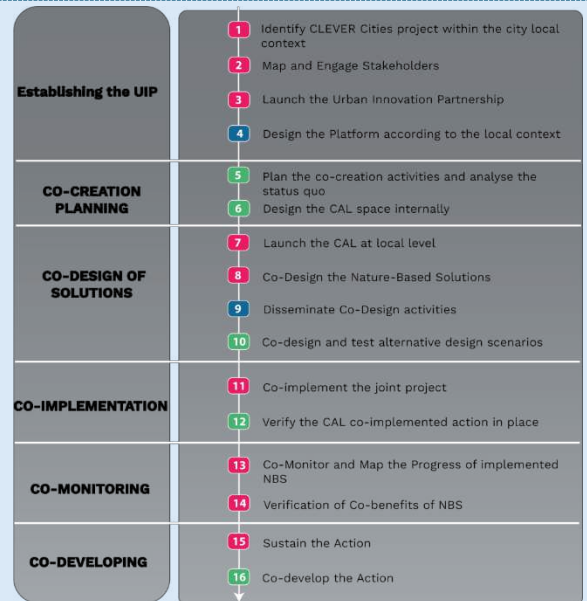 Establishing the UIP
1 Identify CLEVER Cities project within the city local
context
2 Map and Engage Stakeholders
3 Launch the Urban Innovation Partnership
4 Design the Platform according to the local context
CO-CREATION
PLANNING
5 Plan the co-creation activities and analyse the
status quo
6 Design the CAL space internally
CO-DESIGN OF
SOLUTIONS
7 Launch the CAL at local level
8 Co-Design the Nature-Based Solutions
9 Disseminate Co-Design activities
10 Co-design and test alternative design scenarios
CO-IMPLEMENTATION
11 Co-implement the joint project
12 Verify the CAL co-implemented action in place
CO-MONITORING
13 Co-Monitor and Map the Progress of implemented
NBS
14 Verification of Co-benefits of NBS
CO-DEVELOPING
15 Sustain the Action
16 Co-develop the Action